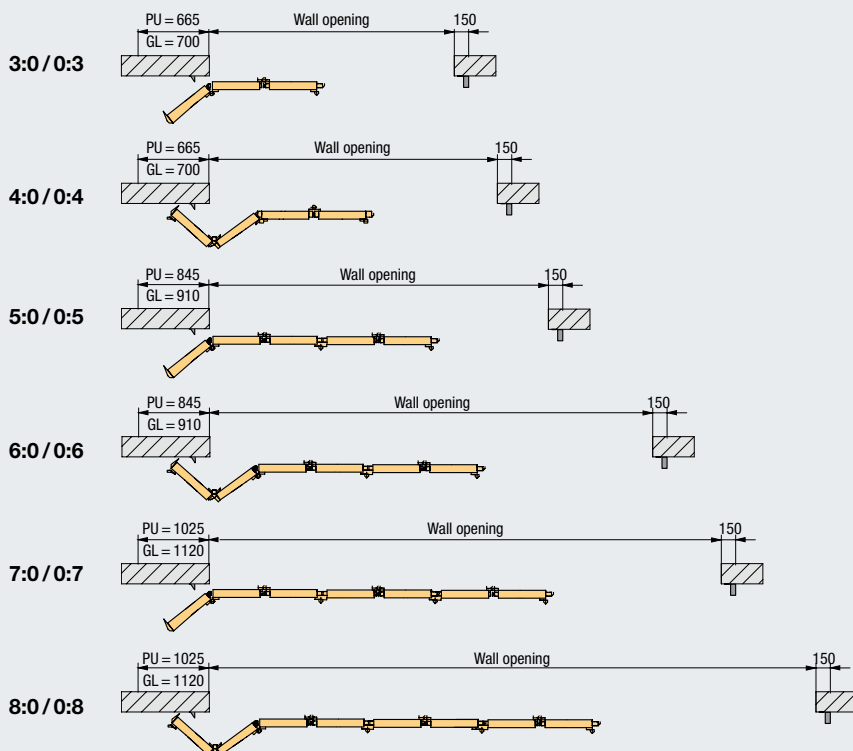 PU = 665 Wall opening 150
GL = 700
3:0 / 0:3
PU = 665 Wall opening 150
GL = 700
4:0 / 0:4
PU = 845 Wall opening 150
GL = 910
5:0 / 0:5
PU = 845 Wall opening 150
GL = 910
6:0 / 0:6
PU = 1025 Wall opening 150
GL = 1120
7:0 / 0:7
PU = 1025 Wall opening 150
GL = 1120
8:0 / 0:8